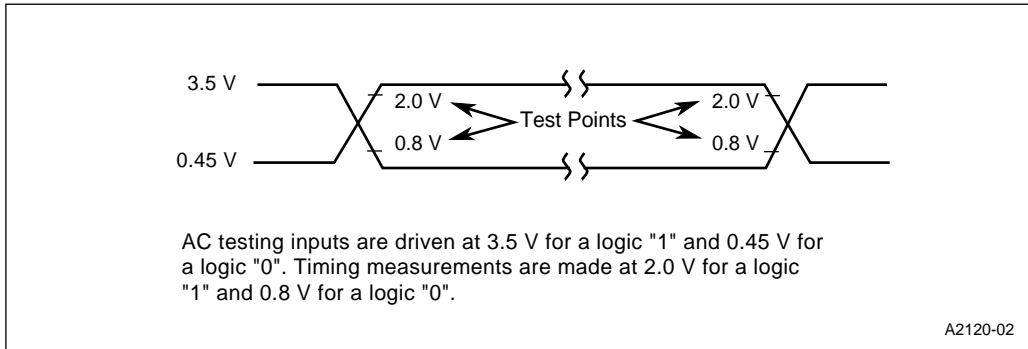 3.5 V
2.0 V
2.0 V
Test Points
0.8 V
0.8 V
0.45 V
AC testing inputs are driven at 3.5 V for a logic "1" and 0.45 V for
a logic "0". Timing measurements are made at 2.0 V for a logic
"1" and 0.8 V for a logic "0".
A2120-02